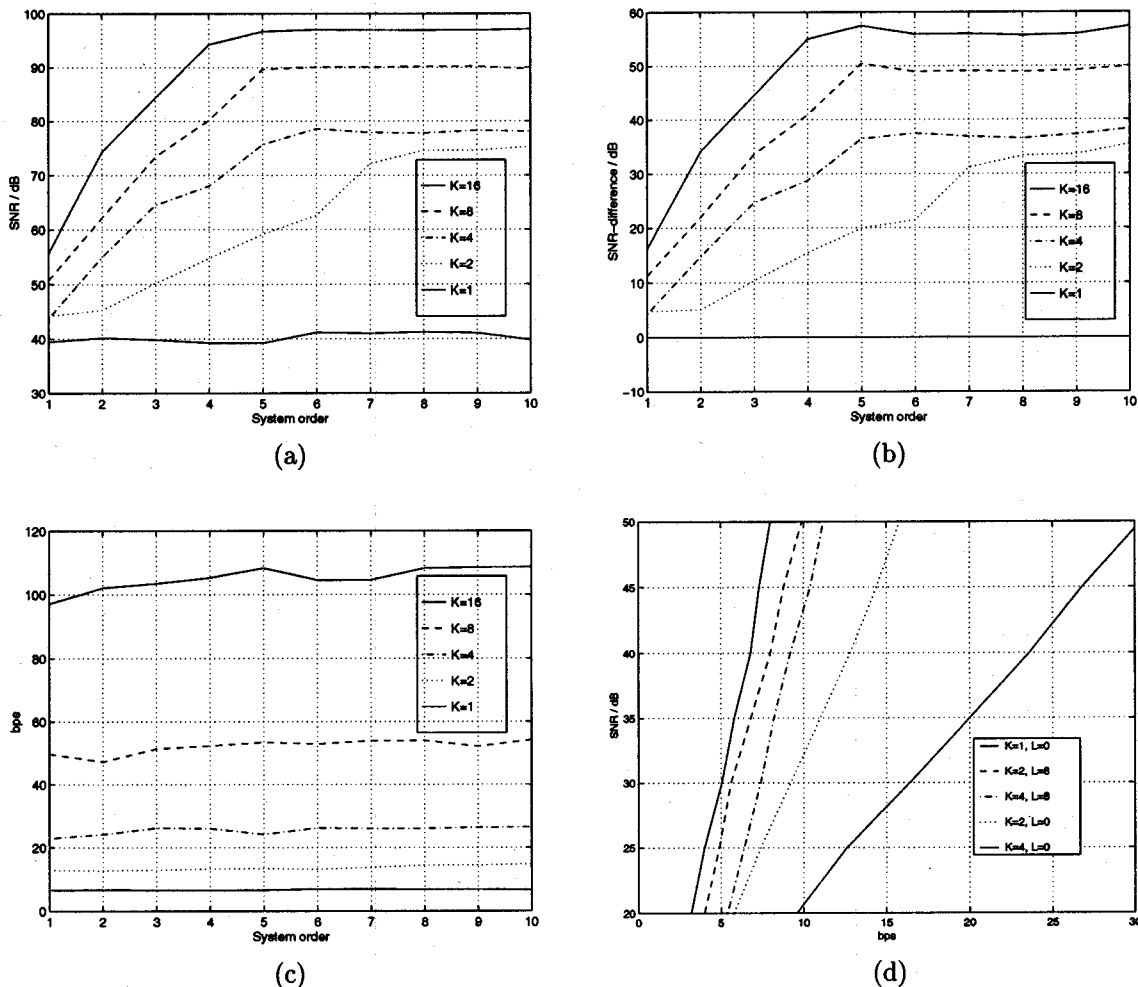 100
90
80
70
60
50
40
30
SNR / dB
K=16
K=8
K=4
K=2
K=1
1 2 3 4 5 6 7 8 9 10
System order
(a)
60
50
40
30
20
10
0
−10
SNR−difference / dB
K=16
K=8
K=4
K=2
K=1
1 2 3 4 5 6 7 8 9 10
System order
(b)
120
100
80
60
40
20
0
bps
K=16
K=8
K=4
K=2
K=1
1 2 3 4 5 6 7 8 9 10
System order
(c)
50
45
40
35
30
25
20
SNR / dB
K=1, L=0
K=2, L=6
K=4, L=6
K=2, L=0
K=4, L=0
0 5 10 15 20 25 30
bps
(d)